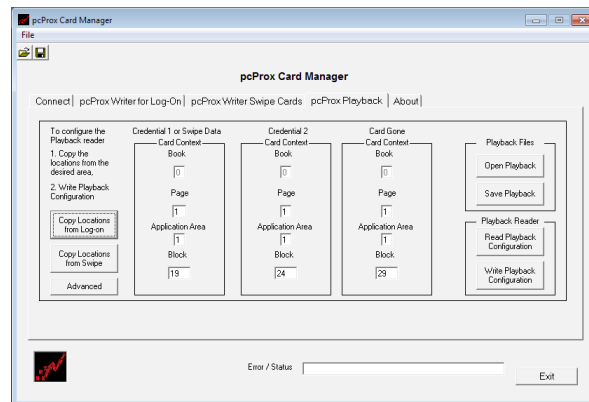 pcProx Card Manager
File
pcProx Card Manager
Connect
pcProx Writer for Log-On
pcProx Writer Swipe Cards
pcProx Playback
About
To configure the
Playback reader
1. Copy the
locations from the
desired area,
2. Write Playback
Configuration
Copy Locations
from Log-on
Copy Locations
from Swipe
Advanced
Credential 1 or Swipe Data
Card Context
Book
0
Page
1
Application Area
1
Block
19
Credential 2
Card Context
Book
0
Page
1
Application Area
1
Block
24
Card Gone
Card Context
Book
0
Page
1
Application Area
1
Block
29
Playback Files
Open Playback
Save Playback
Playback Reader
Read Playback
Configuration
Write Playback
Configuration
Error / Status
Exit